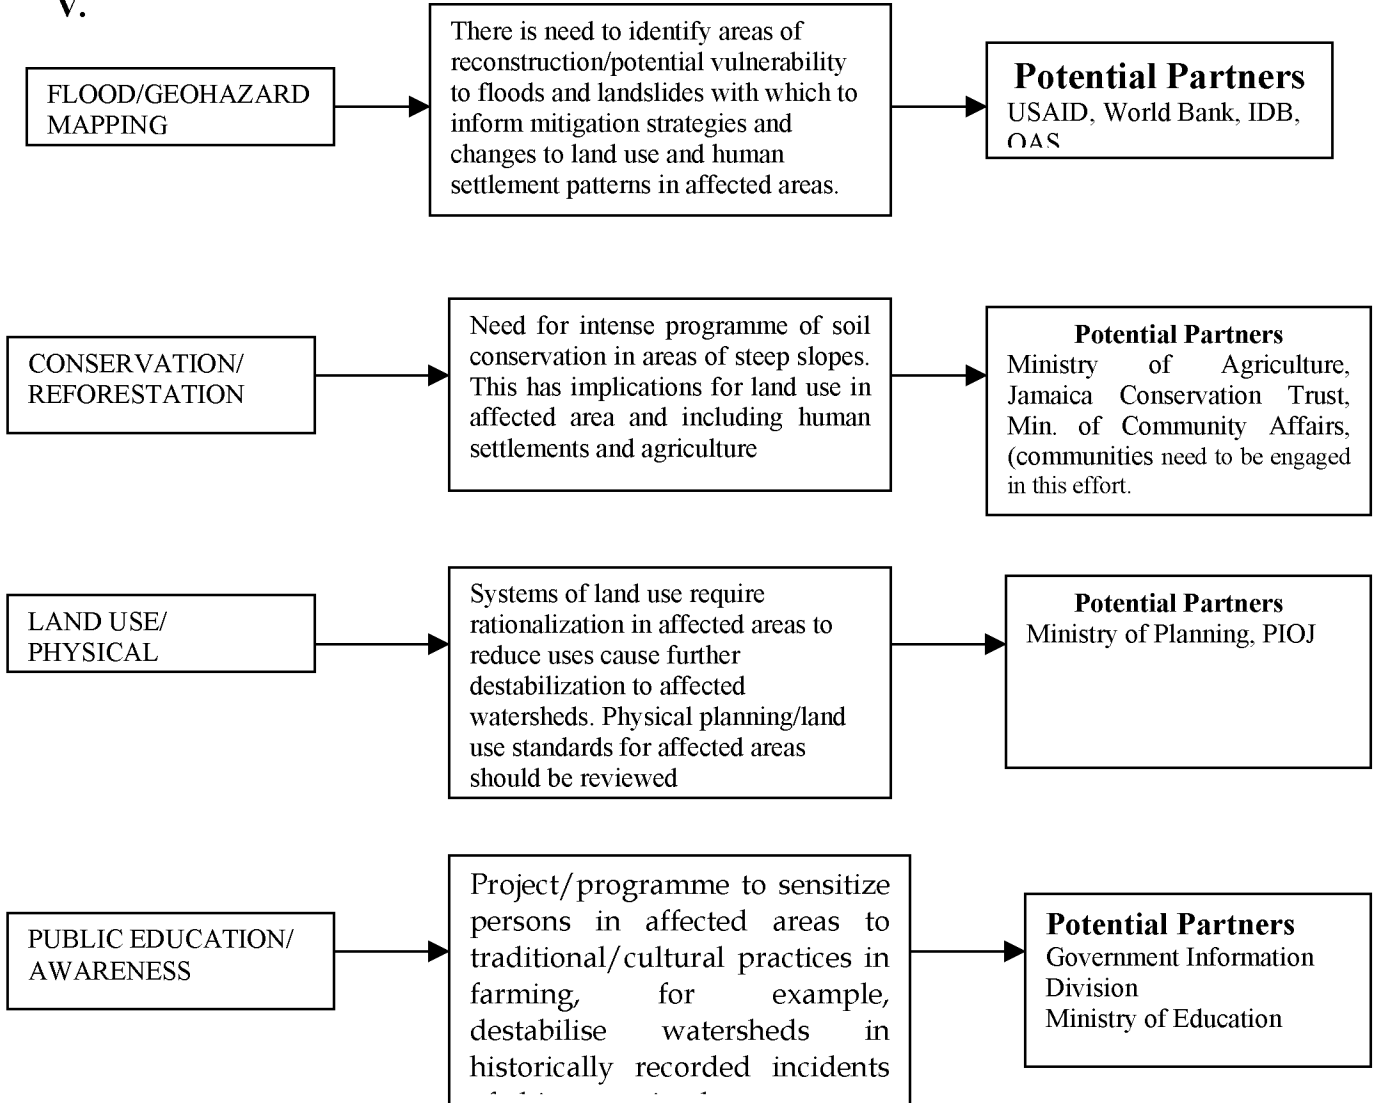 V.
FLOOD/GEOHAZARD
MAPPING
There is need to identify areas of
reconstruction/potential vulnerability
to floods and landslides with which to
inform mitigation strategies and
changes to land use and human
settlement patterns in affected areas.
Potential Partners
USAID, World Bank, IDB,
OAS
CONSERVATION/
REFORESTATION
Need for intense programme of soil
conservation in areas of steep slopes.
This has implications for land use in
affected area and including human
settlements and agriculture
Potential Partners
Ministry of Agriculture,
Jamaica Conservation Trust,
Min. of Community Affairs,
(communities need to be engaged
in this effort.
LAND USE/
PHYSICAL
Systems of land use require
rationalization in affected areas to
reduce uses cause further
destabilization to affected
watersheds. Physical planning/land
use standards for affected areas
should be reviewed
Potential Partners
Ministry of Planning, PIOJ
PUBLIC EDUCATION/
AWARENESS
Project/programme to sensitize
persons in affected areas to
traditional/cultural practices in
farming, for example,
destabilise watersheds in
historically recorded incidents
Potential Partners
Government Information
Division
Ministry of Education